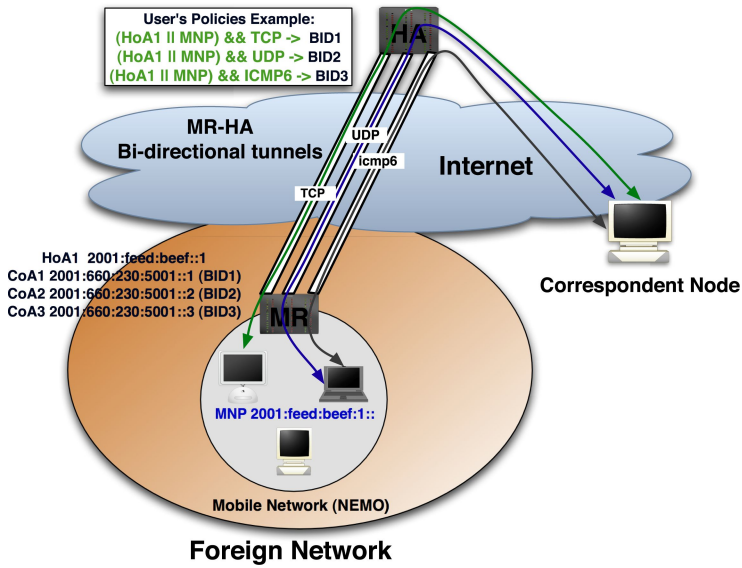 User's Policies Example:
(HoA1 || MNP) && TCP -> BID1
(HoA1 || MNP) && UDP -> BID2
(HoA1 || MNP) && ICMP6 -> BID3
HA
MR-HA
Bi-directional tunnels
UDP
icmp6
TCP
Internet
Correspondent Node
HoA1 2001:feed:beef::1
CoA1 2001:660:230:5001::1 (BID1)
CoA2 2001:660:230:5001::2 (BID2)
CoA3 2001:660:230:5001::3 (BID3)
MR
MNP 2001:feed:beef:1::
Mobile Network (NEMO)
Foreign Network